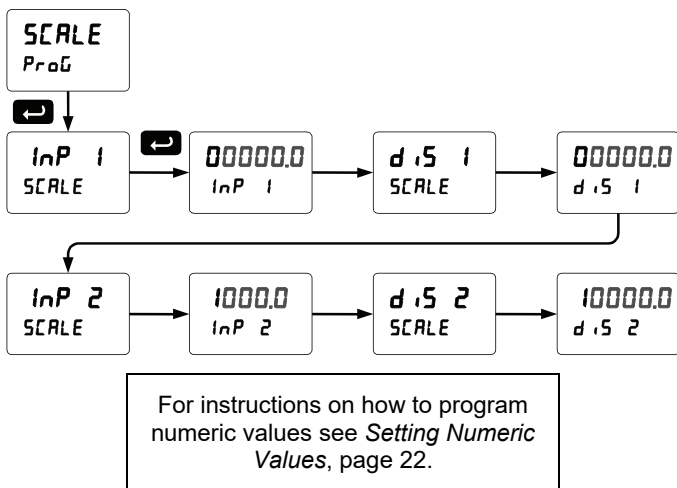 SCALE
ProG
InP 1
SCALE
00000.0
InP 1
diS 1
SCALE
00000.0
diS 1
InP 2
SCALE
1000.0
InP 2
diS 2
SCALE
10000.0
diS 2
For instructions on how to program
numeric values see Setting Numeric
Values, page 22.